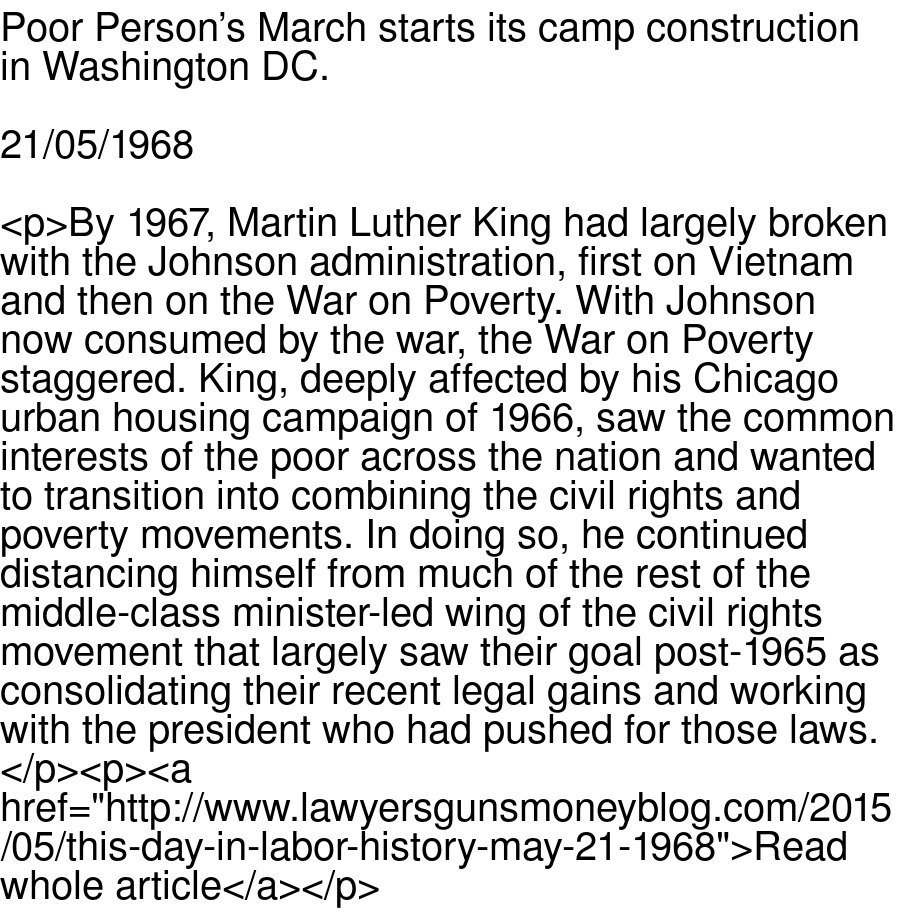 Poor Person’s March starts its camp construction
in Washington DC.
21/05/1968
<p>By 1967, Martin Luther King had largely broken
with the Johnson administration, first on Vietnam
and then on the War on Poverty. With Johnson
now consumed by the war, the War on Poverty
staggered. King, deeply affected by his Chicago
urban housing campaign of 1966, saw the common
interests of the poor across the nation and wanted
to transition into combining the civil rights and
poverty movements. In doing so, he continued
distancing himself from much of the rest of the
middle-class minister-led wing of the civil rights
movement that largely saw their goal post-1965 as
consolidating their recent legal gains and working
with the president who had pushed for those laws.
</p><p><a
href="http://www.lawyersgunsmoneyblog.com/2015
/05/this-day-in-labor-history-may-21-1968">Read
whole article</a></p>